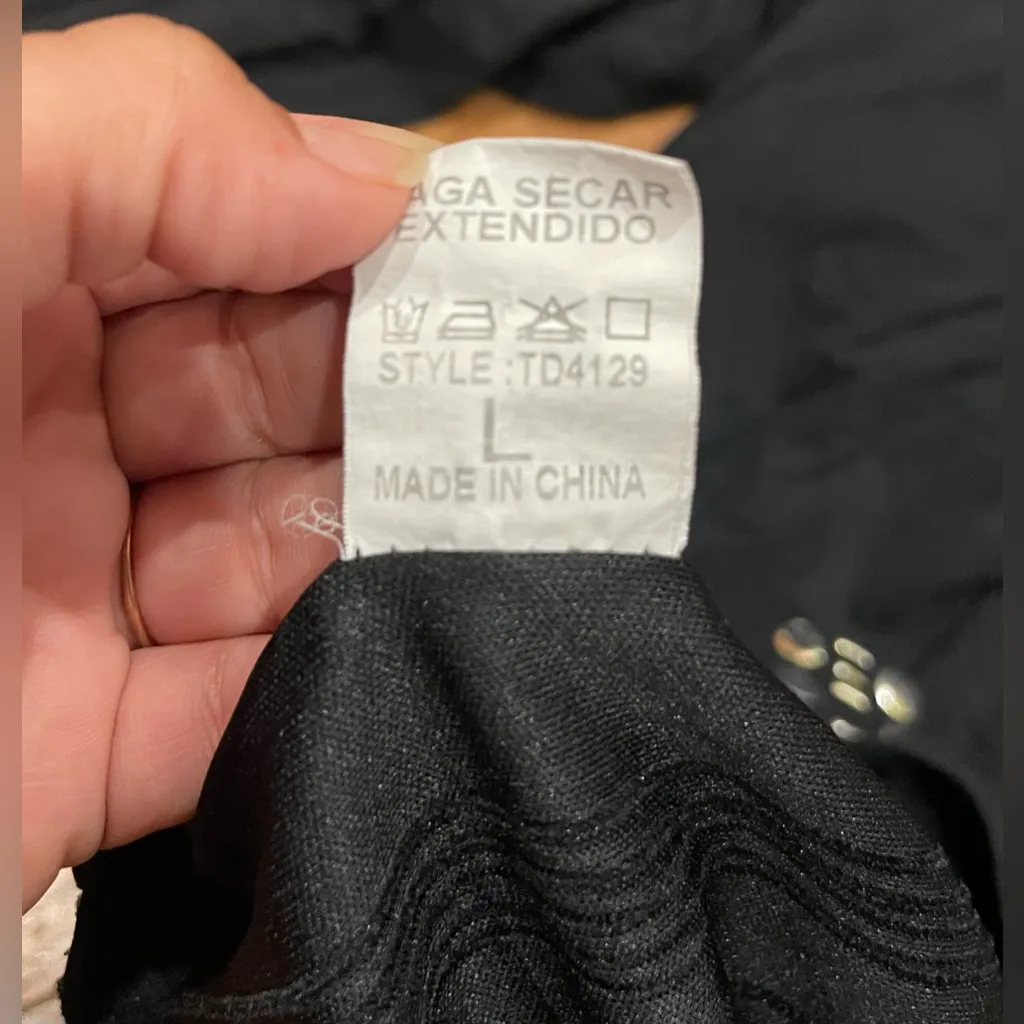 AGA SECAR
EXTENDIDO
STYLE :TD4129
L
MADE IN CHINA